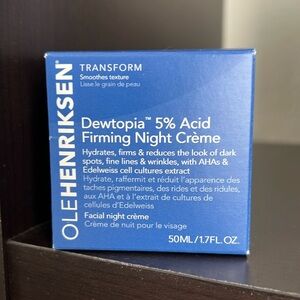 OLEHENRIKSEN™
TRANSFORM
Smoothes texture
Lisse le grain de peau
Dewtopia™ 5% Acid
Firming Night Crème
Hydrates, firms & reduces the look of dark
spots, fine lines & wrinkles, with AHAs &
Edelweiss cell cultures extract
Hydrate, raffermit et réduit l'apparence des
taches pigmentaires, des rides et des ridules,
aux AHA et à l'extrait de cultures de
cellules d'Edelweiss
Facial night crème
Crème de nuit pour le visage
50ML/1.7FL. OZ.